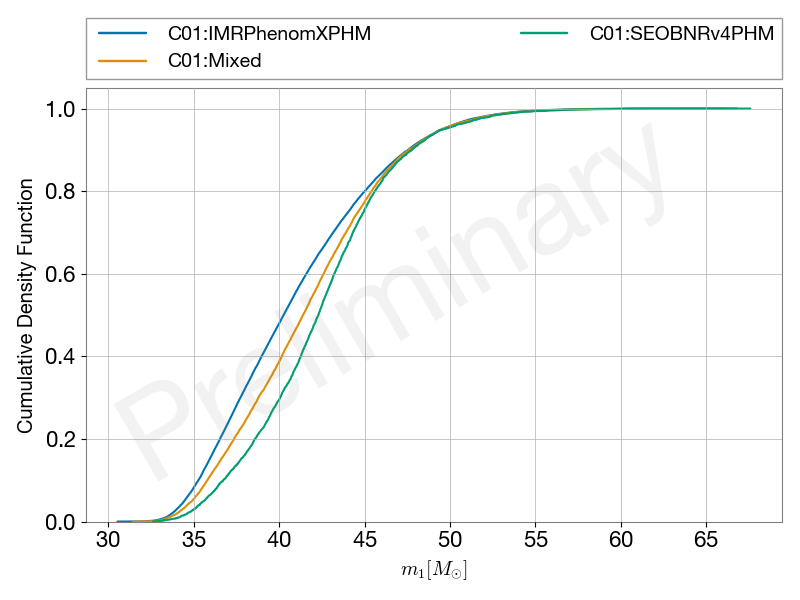 C01:IMRPhenomXPHM
C01:Mixed
C01:SEOBNRv4PHM
Cumulative Density Function
1.0
0.8
0.6
0.4
0.2
0.0
Preliminary
30 35 40 45 50 55 60 65
m₁[M⊙]